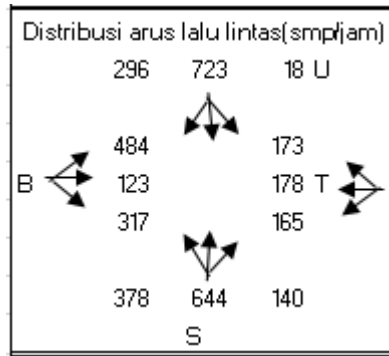 Distribusi arus lalu lintas(smp/jam)
296 723 18 U
484 173
B 123 178 T
317 165
378 644 140
S